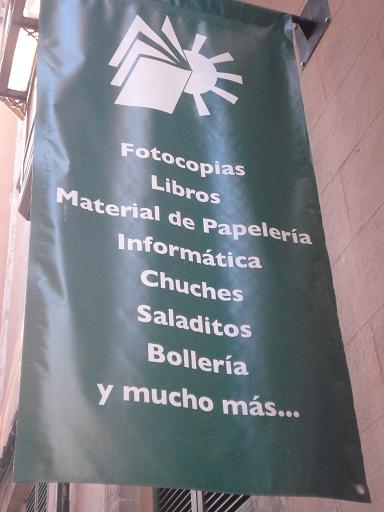 Fotocopias
Libros
Material de Papelería
Informática
Chuches
Saladitos
Bollería
y mucho más...